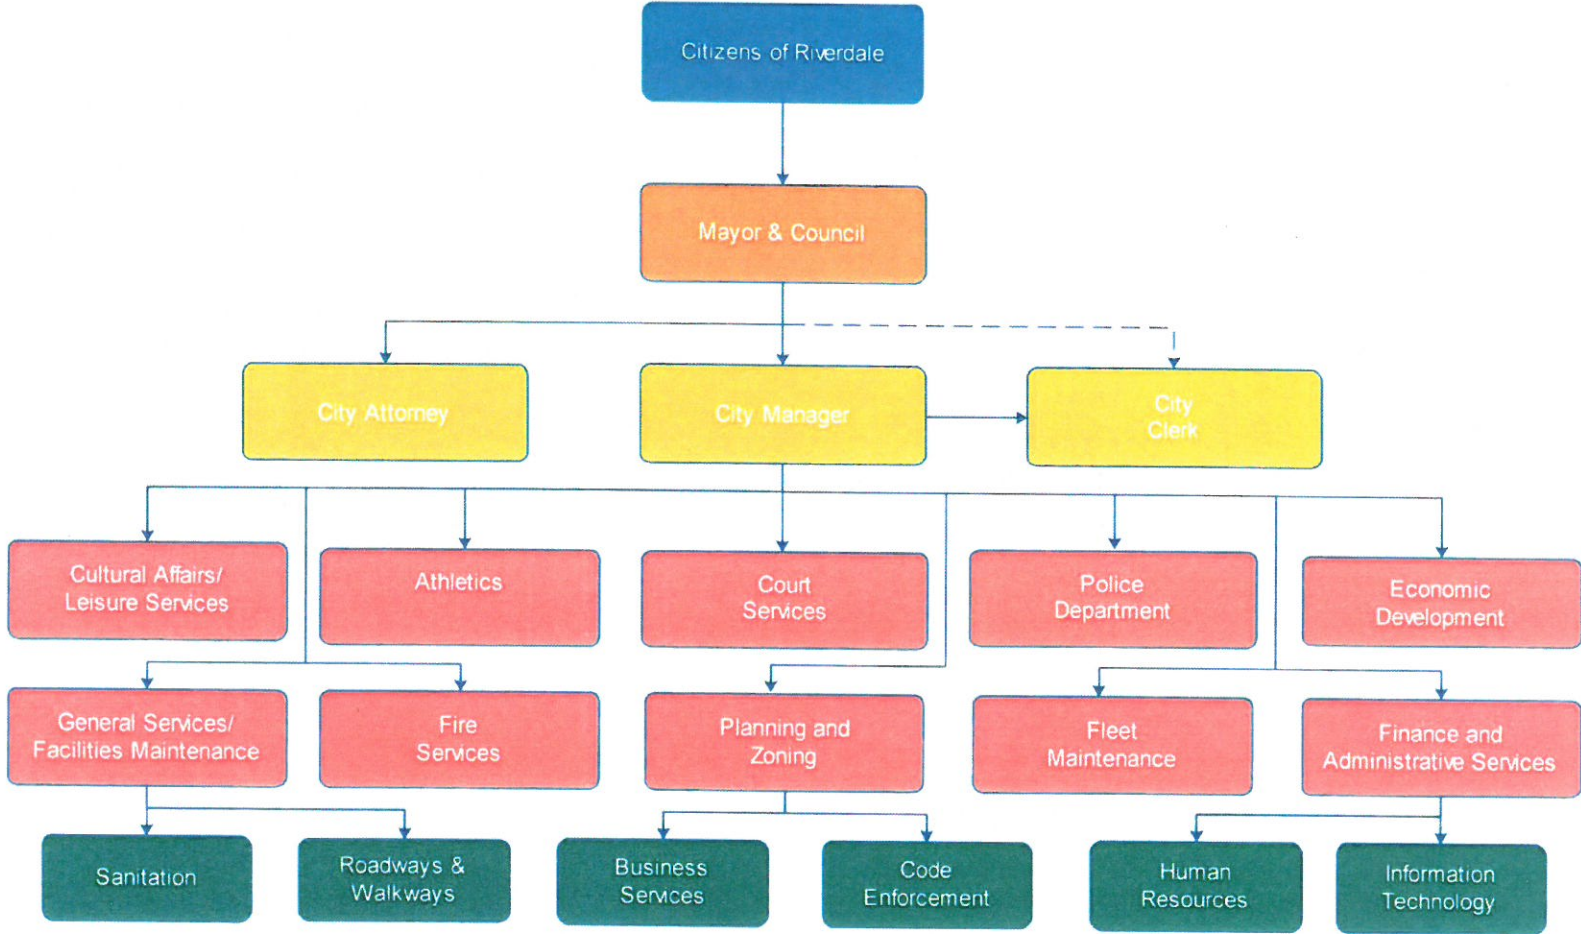 Citizens of Riverdale
Mayor & Council
City Attorney
City Manager
City
Clerk
Cultural Affairs/
Leisure Services
Athletics
Court
Services
Police
Department
Economic
Development
General Services/
Facilities Maintenance
Fire
Services
Planning and
Zoning
Fleet
Maintenance
Finance and
Administrative Services
Sanitation
Roadways &
Walkways
Business
Services
Code
Enforcement
Human
Resources
Information
Technology